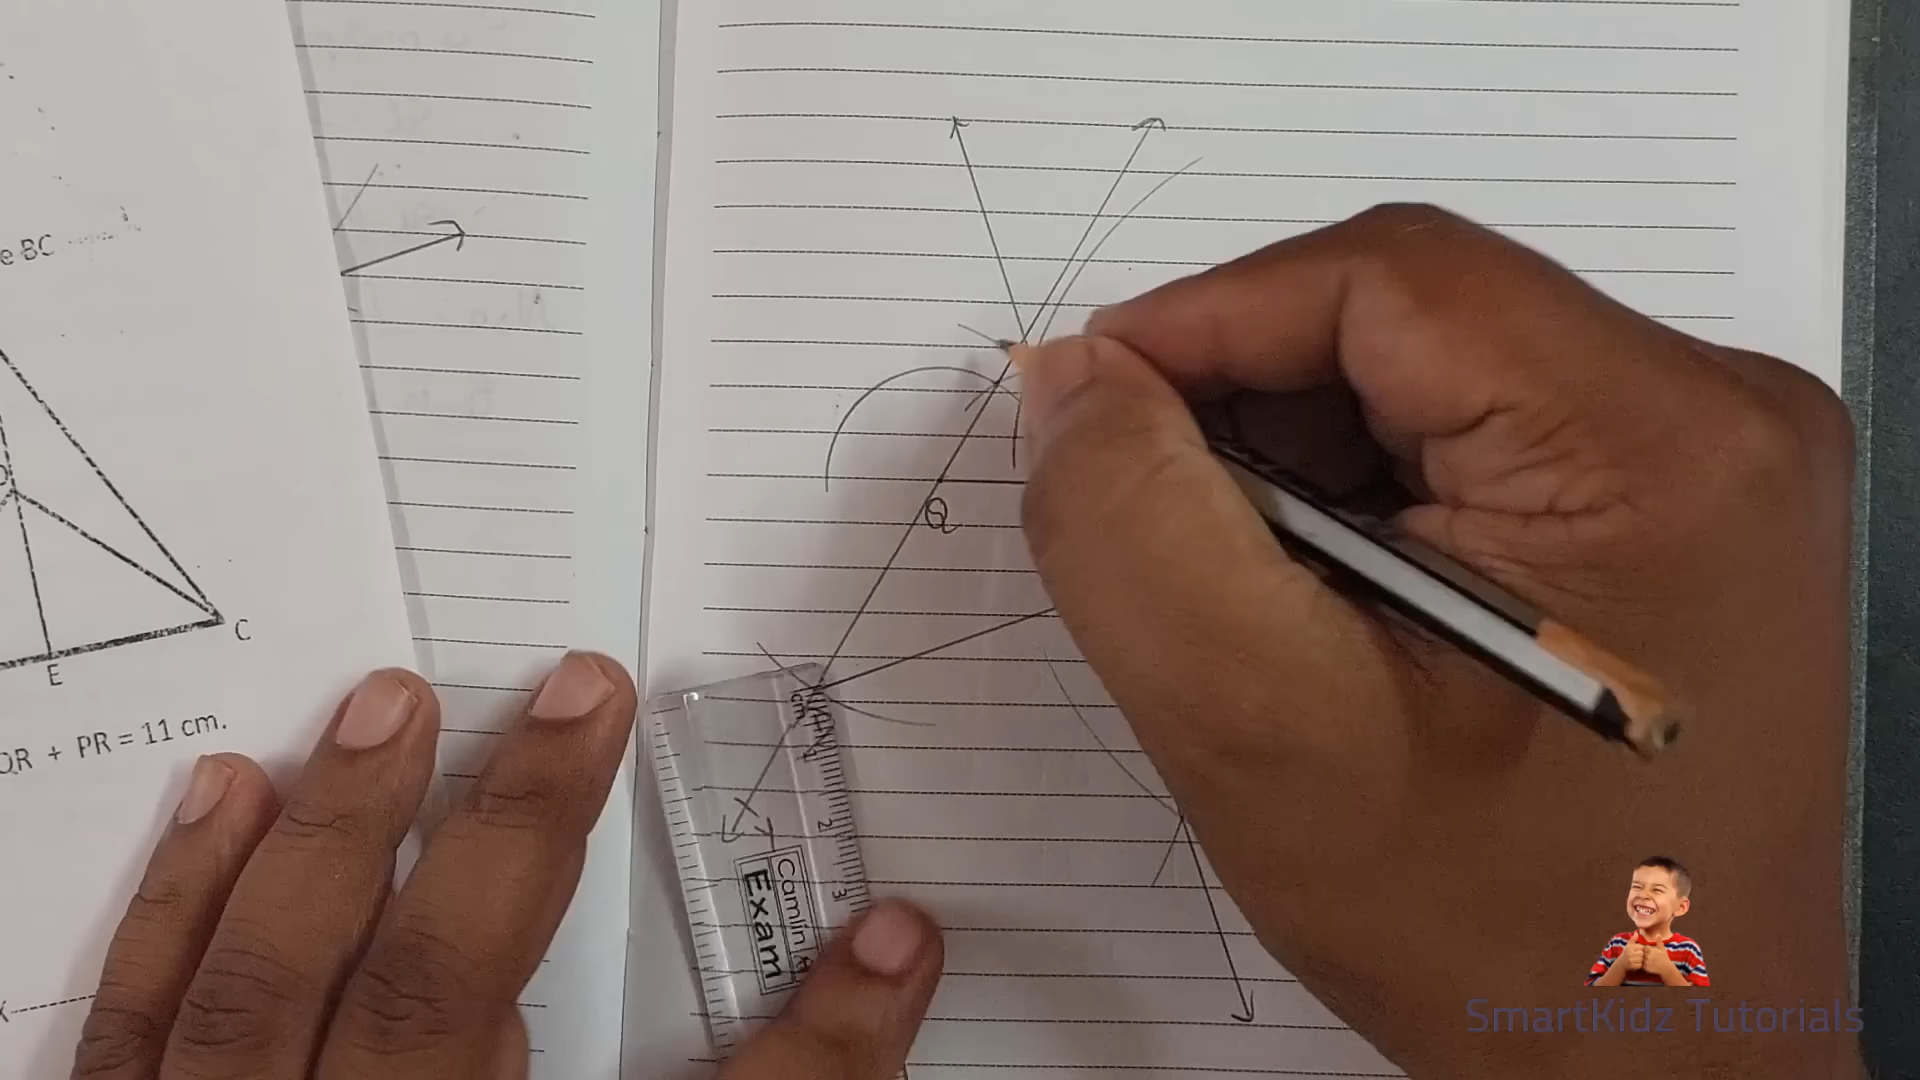 e BC
C
E
QR + PR = 11 cm.
X
Q
cm
1
2
3
Camlin
Exam
SmartKidz Tutorials